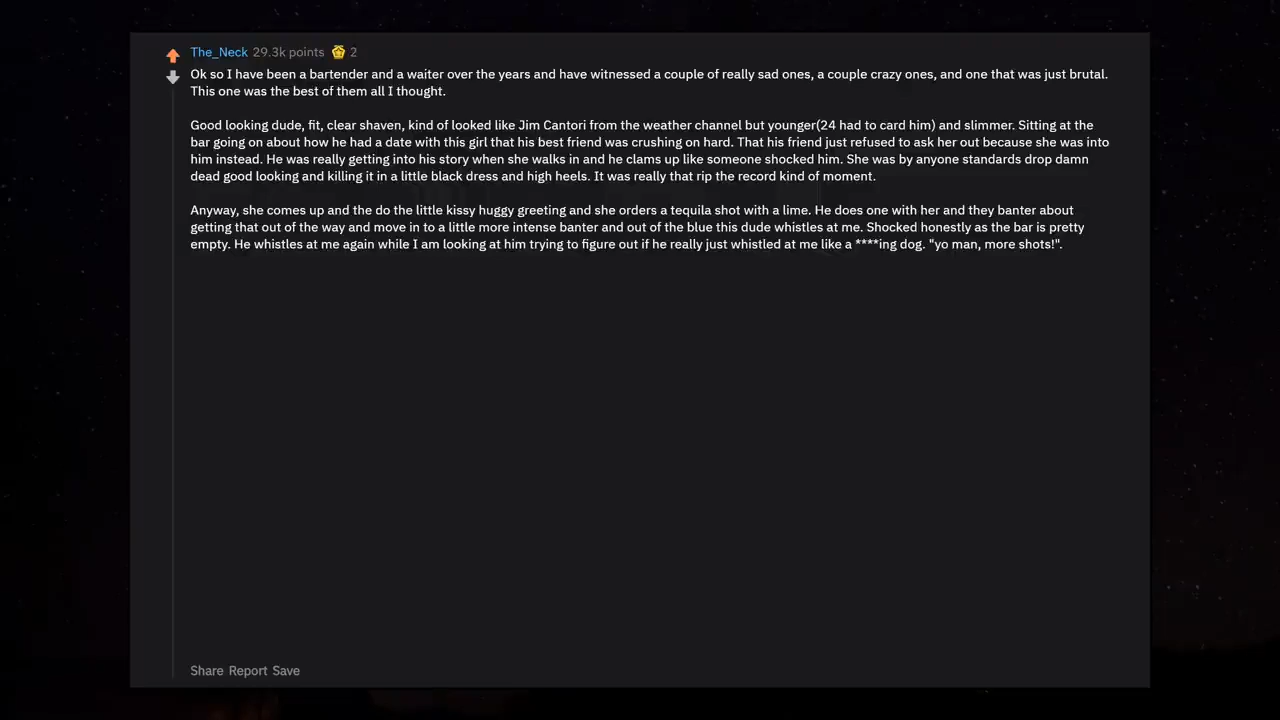 The_Neck 29.3k points 2
Ok so I have been a bartender and a waiter over the years and have witnessed a couple of really sad ones, a couple crazy ones, and one that was just brutal.
This one was the best of them all I thought.
Good looking dude, fit, clear shaven, kind of looked like Jim Cantori from the weather channel but younger(24 had to card him) and slimmer. Sitting at the
bar going on about how he had a date with this girl that his best friend was crushing on hard. That his friend just refused to ask her out because she was into
him instead. He was really getting into his story when she walks in and he clams up like someone shocked him. She was by anyone standards drop damn
dead good looking and killing it in a little black dress and high heels. It was really that rip the record kind of moment.
Anyway, she comes up and the do the little kissy huggy greeting and she orders a tequila shot with a lime. He does one with her and they banter about
getting that out of the way and move in to a little more intense banter and out of the blue this dude whistles at me. Shocked honestly as the bar is pretty
empty. He whistles at me again while I am looking at him trying to figure out if he really just whistled at me like a ****ing dog. "yo man, more shots!".
Share Report Save